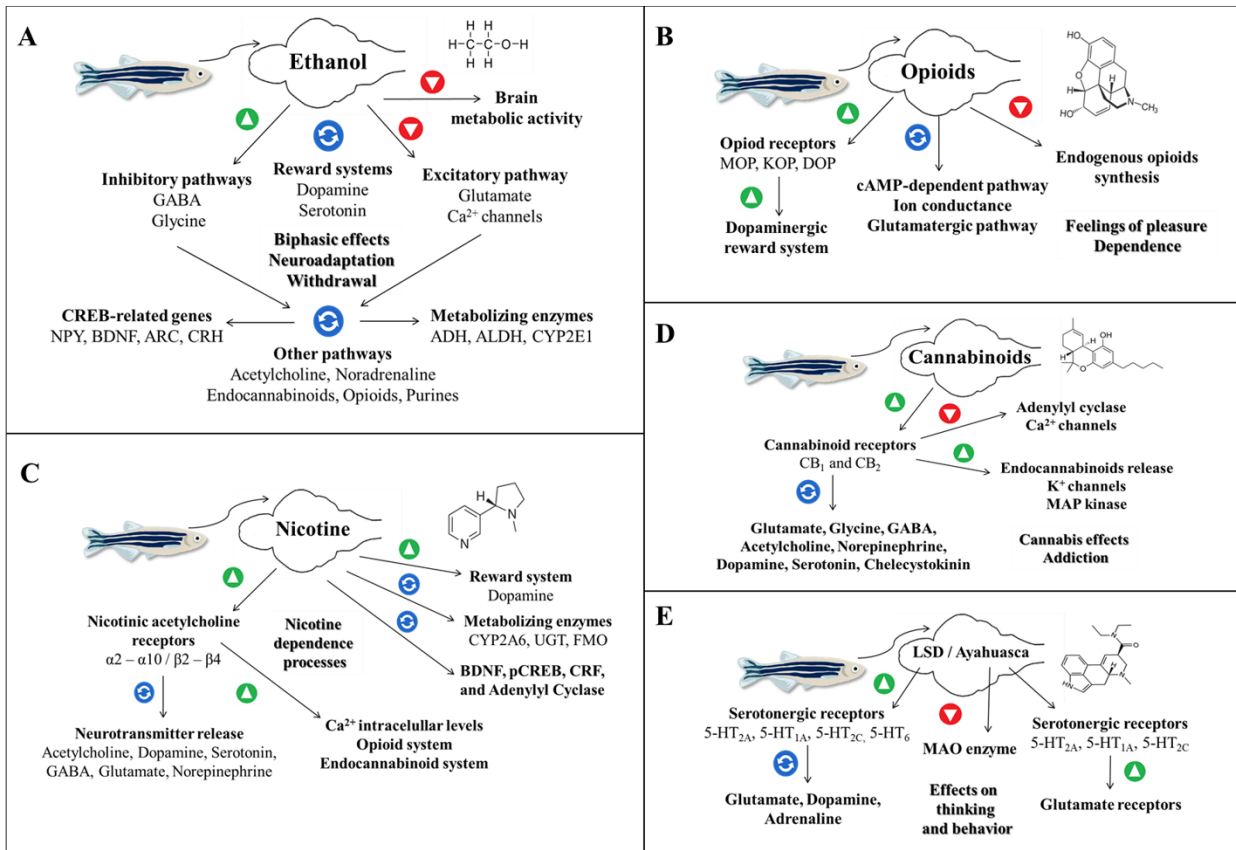 A
Ethanol
H H
H-C-C-O-H
H H
Brain
metabolic activity
Inhibitory pathways
GABA
Glycine
Reward systems
Dopamine
Serotonin
Excitatory pathway
Glutamate
Ca²⁺ channels
Biphasic effects
Neuroadaptation
Withdrawal
CREB-related genes
NPY, BDNF, ARC, CRH
Metabolizing enzymes
ADH, ALDH, CYP2E1
Other pathways
Acetylcholine, Noradrenaline
Endocannabinoids, Opioids, Purines
B
Opioids
HO
O
H
N
CH₃
HO
Opiod receptors
MOP, KOP, DOP
Dopaminergic
reward system
cAMP-dependent pathway
Ion conductance
Glutamatergic pathway
Endogenous opioids
synthesis
Feelings of pleasure
Dependence
C
Nicotine
H
N
N
Reward system
Dopamine
Nicotinic acetylcholine
receptors
α2 – α10 / β2 – β4
Nicotine
dependence
processes
Metabolizing enzymes
CYP2A6, UGT, FMO
BDNF, pCREB, CRF,
and Adenylyl Cyclase
Neurotransmitter release
Acetylcholine, Dopamine, Serotonin,
GABA, Glutamate, Norepinephrine
Ca²⁺ intracelullar levels
Opioid system
Endocannabinoid system
D
Cannabinoids
OH
H
H
O
Adenylyl cyclase
Ca²⁺ channels
Cannabinoid receptors
CB₁ and CB₂
Endocannabinoids release
K⁺ channels
MAP kinase
Glutamate, Glycine, GABA,
Acetylcholine, Norepinephrine,
Dopamine, Serotonin, Chelecystokinin
Cannabis effects
Addiction
E
LSD / Ayahuasca
N
O
H
N
HN
Serotonergic receptors
5-HT₂A, 5-HT₁A, 5-HT₂C, 5-HT₆
MAO enzyme
Serotonergic receptors
5-HT₂A, 5-HT₁A, 5-HT₂C
Glutamate, Dopamine,
Adrenaline
Effects on
thinking
and behavior
Glutamate receptors